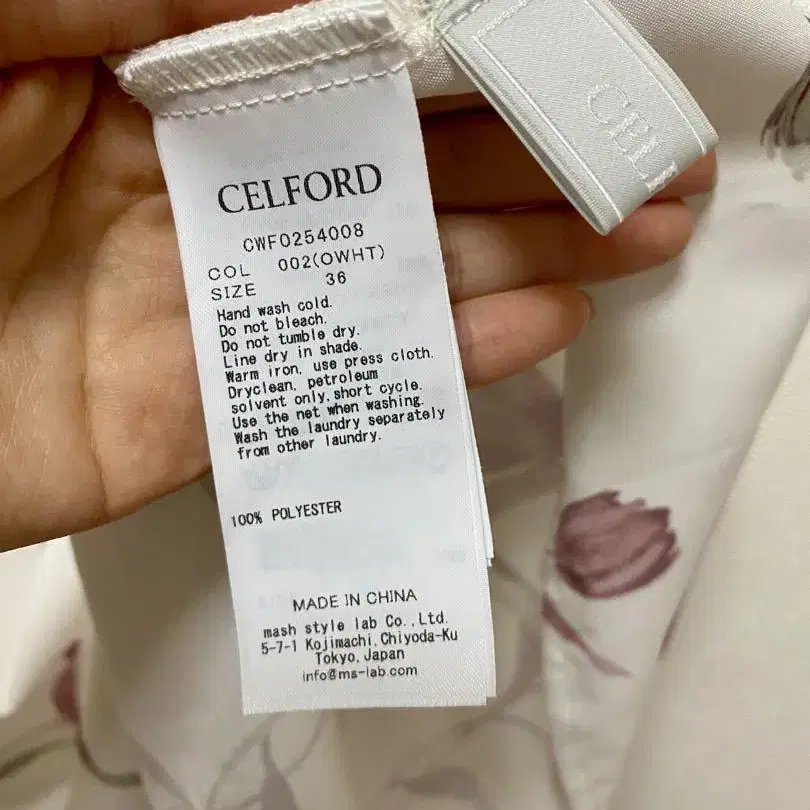 CELFORD
CWFO254008
COL 002(OWHT)
SIZE 36
Hand wash cold.
Do not bleach.
Do not tumble dry.
Line dry in shade.
Warm iron, use press cloth.
Dryclean, petroleum
solvent only,short cycle.
Use the net when washing.
Wash the laundry separately
from other laundry.
100% POLYESTER
MADE IN CHINA
mash style lab Co.,Ltd.
5-7-1 Kojimachi,Chiyoda-Ku
Tokyo,Japan
info@ms-lab.com
CEL